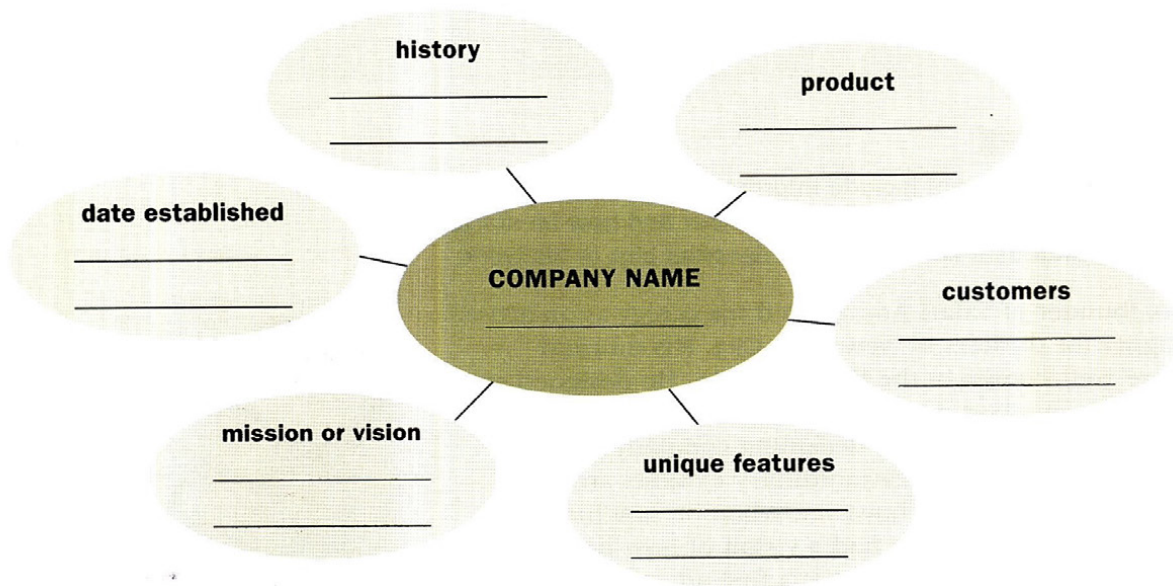 history
product
date established
COMPANY NAME
customers
mission or vision
unique features